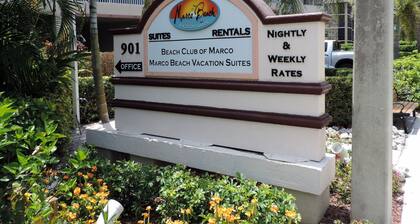 Marco Beach
SUITES RENTALS
901
OFFICE
BEACH CLUB OF MARCO
MARCO BEACH VACATION SUITES
NIGHTLY
&
WEEKLY
RATES